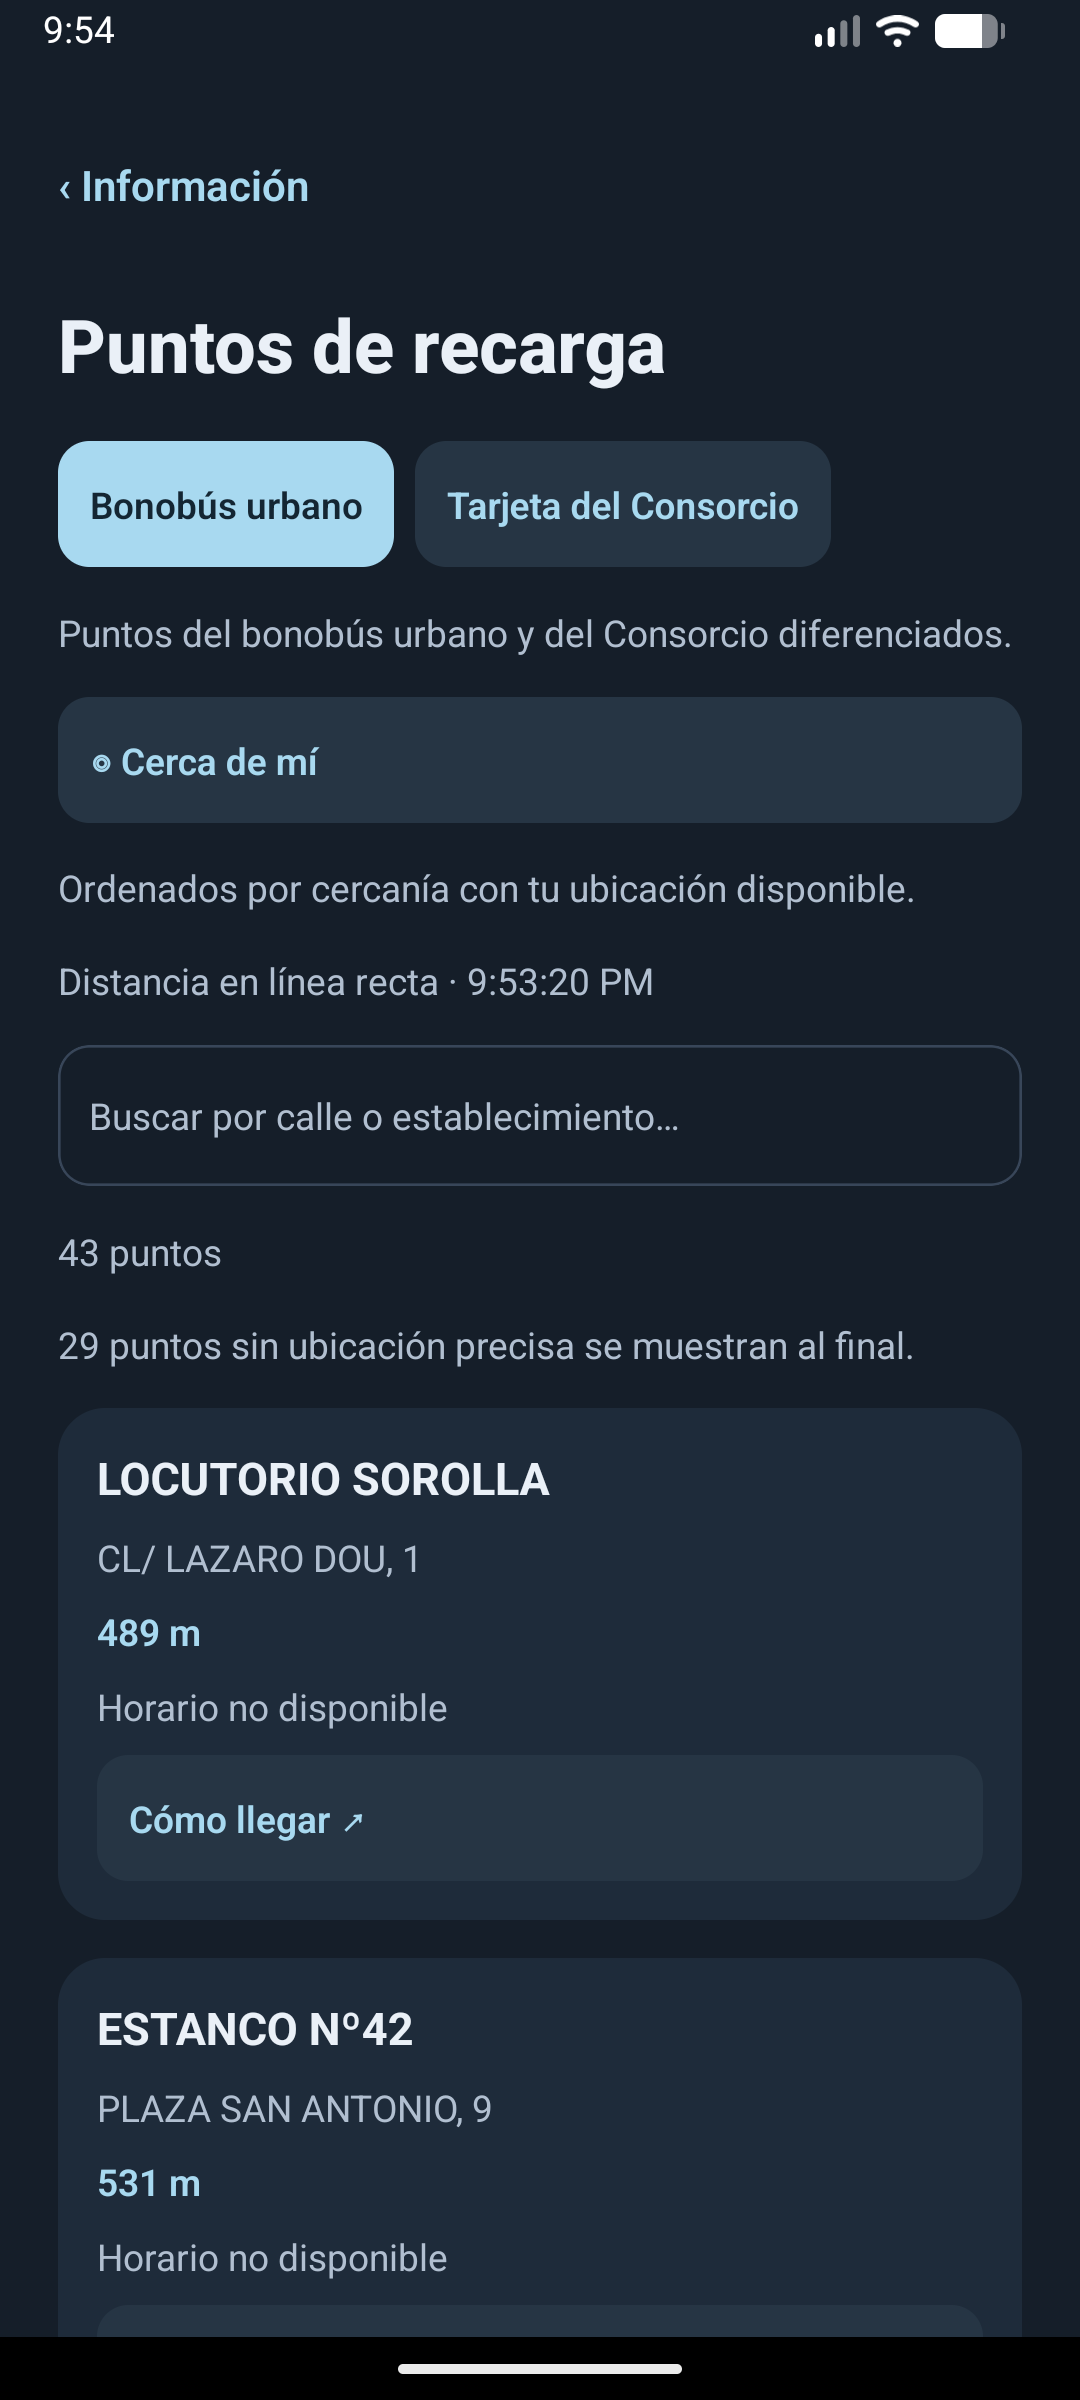 9:54
‹ Información
Puntos de recarga
Bonobús urbano
Tarjeta del Consorcio
Puntos del bonobús urbano y del Consorcio diferenciados.
◎ Cerca de mí
Ordenados por cercanía con tu ubicación disponible.
Distancia en línea recta · 9:53:20 PM
Buscar por calle o establecimiento…
43 puntos
29 puntos sin ubicación precisa se muestran al final.
LOCUTORIO SOROLLA
CL/ LAZARO DOU, 1
489 m
Horario no disponible
Cómo llegar ↗
ESTANCO Nº42
PLAZA SAN ANTONIO, 9
531 m
Horario no disponible